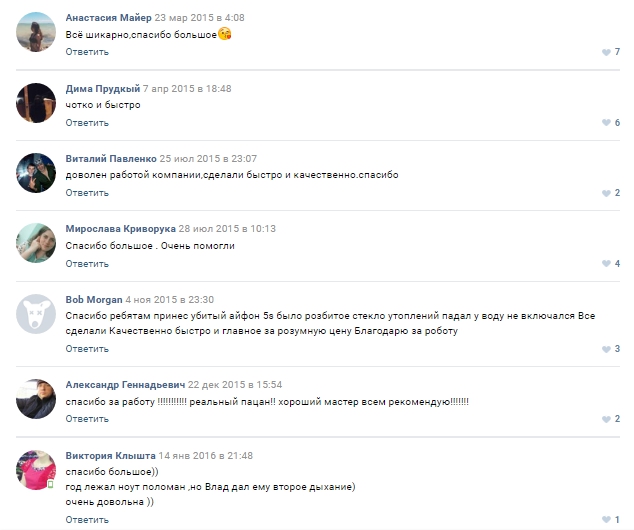 Анастасия Майер 23 мар 2015 в 4:08
Всё шикарно,спасибо большое😘
Ответить
7
Дима Прудкый 7 апр 2015 в 18:48
чотко и быстро
Ответить
6
Виталий Павленко 25 июл 2015 в 23:07
доволен работой компании,сделали быстро и качественно.спасибо
Ответить
2
Мирослава Криворука 28 июл 2015 в 10:13
Спасибо большое . Очень помогли
Ответить
4
Bob Morgan 4 ноя 2015 в 23:30
Спасибо ребятам принес убитый айфон 5s было розбитое стекло утоплений падал у воду не включался Все
сделали Качественно быстро и главное за розумную цену Благодарю за роботу
Ответить
3
Александр Геннадьевич 22 дек 2015 в 15:54
спасибо за работу !!!!!!!!!!! реальный пацан!! хороший мастер всем рекомендую!!!!!!!
Ответить
2
Виктория Клышта 14 янв 2016 в 21:48
спасибо большое))
год лежал ноут поломан ,но Влад дал ему второе дыхание)
очень довольна ))
Ответить
1